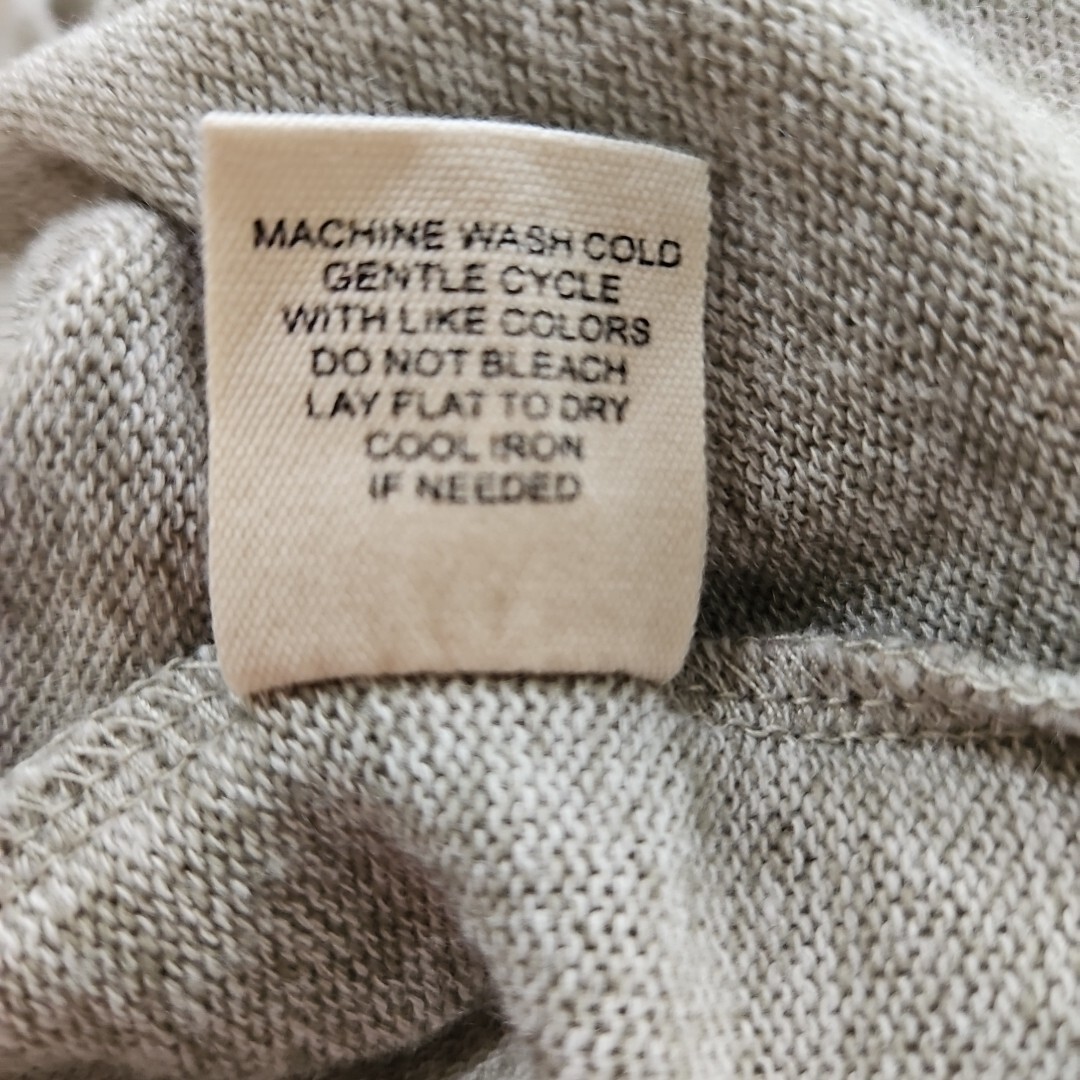 MACHINE WASH COLD
GENTLE CYCLE
WITH LIKE COLORS
DO NOT BLEACH
LAY FLAT TO DRY
COOL IRON
IF NEEDED